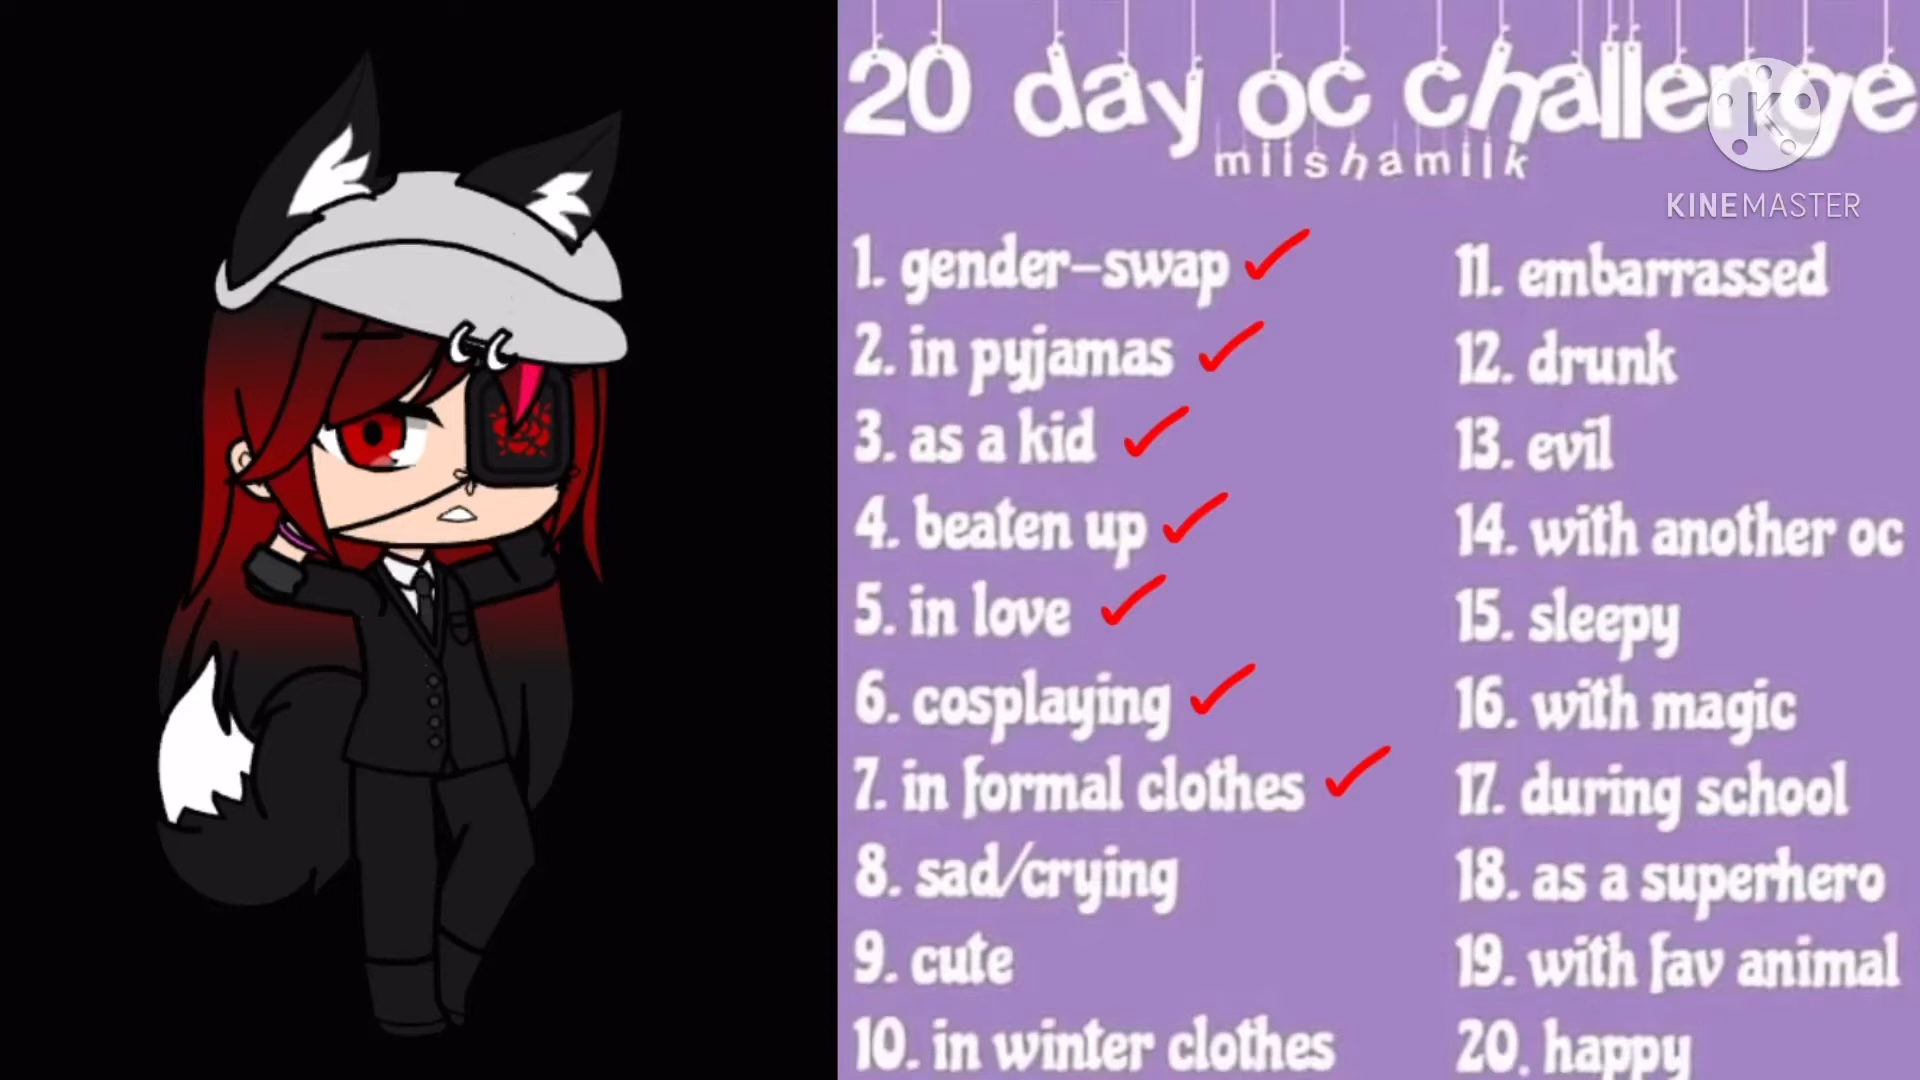 20 day oc challenge
miishamilk
KINEMASTER
1. gender-swap
2. in pyjamas
3. as a kid
4. beaten up
5. in love
6. cosplaying
7. in formal clothes
8. sad/crying
9. cute
10. in winter clothes
11. embarrassed
12. drunk
13. evil
14. with another oc
15. sleepy
16. with magic
17. during school
18. as a superhero
19. with fav animal
20. happy